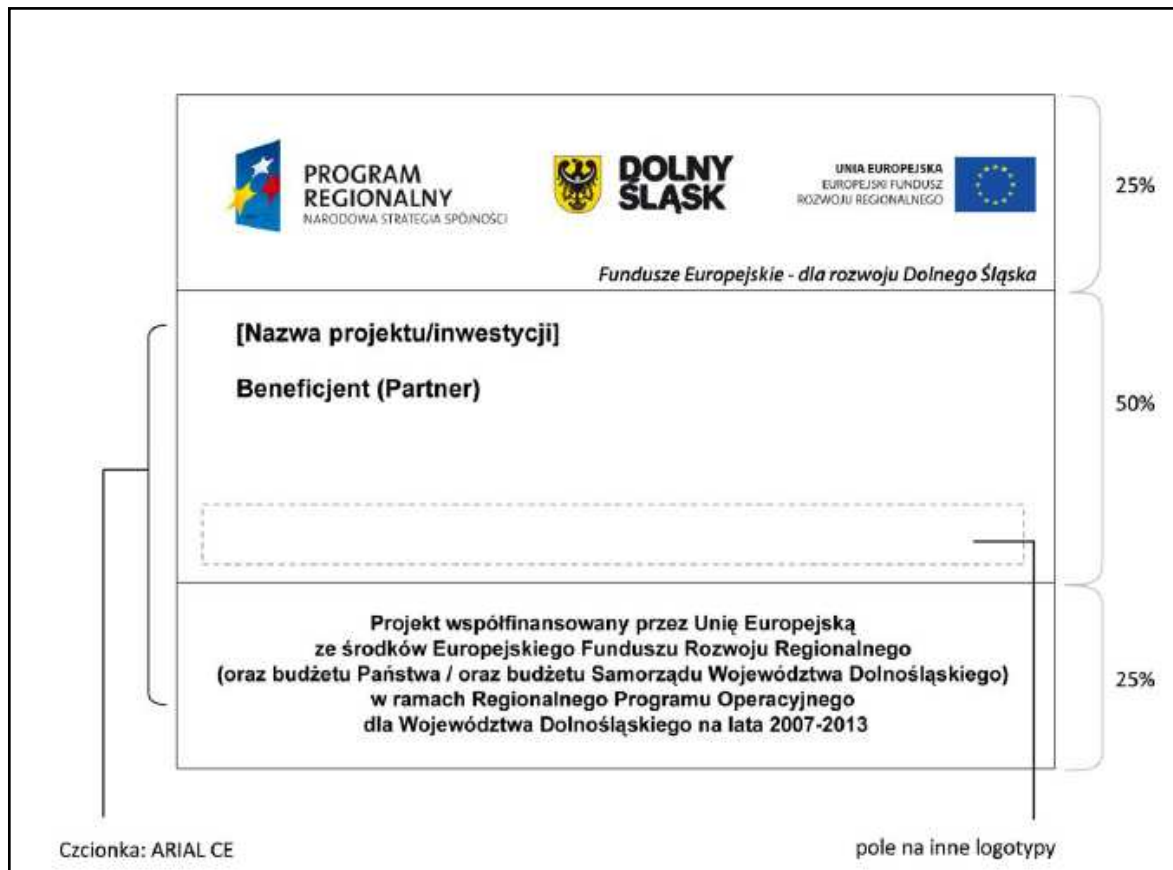 PROGRAM
REGIONALNY
NARODOWA STRATEGIA SPÓJNOŚCI
DOLNY
ŚLĄSK
UNIA EUROPEJSKA
EUROPEJSKI FUNDUSZ
ROZWOJU REGIONALNEGO
25%
Fundusze Europejskie - dla rozwoju Dolnego Śląska
[Nazwa projektu/inwestycji]
Beneficjent (Partner)
50%
Projekt współfinansowany przez Unię Europejską
ze środków Europejskiego Funduszu Rozwoju Regionalnego
(oraz budżetu Państwa / oraz budżetu Samorządu Województwa Dolnośląskiego)
w ramach Regionalnego Programu Operacyjnego
dla Województwa Dolnośląskiego na lata 2007-2013
25%
Czcionka: ARIAL CE
pole na inne logotypy